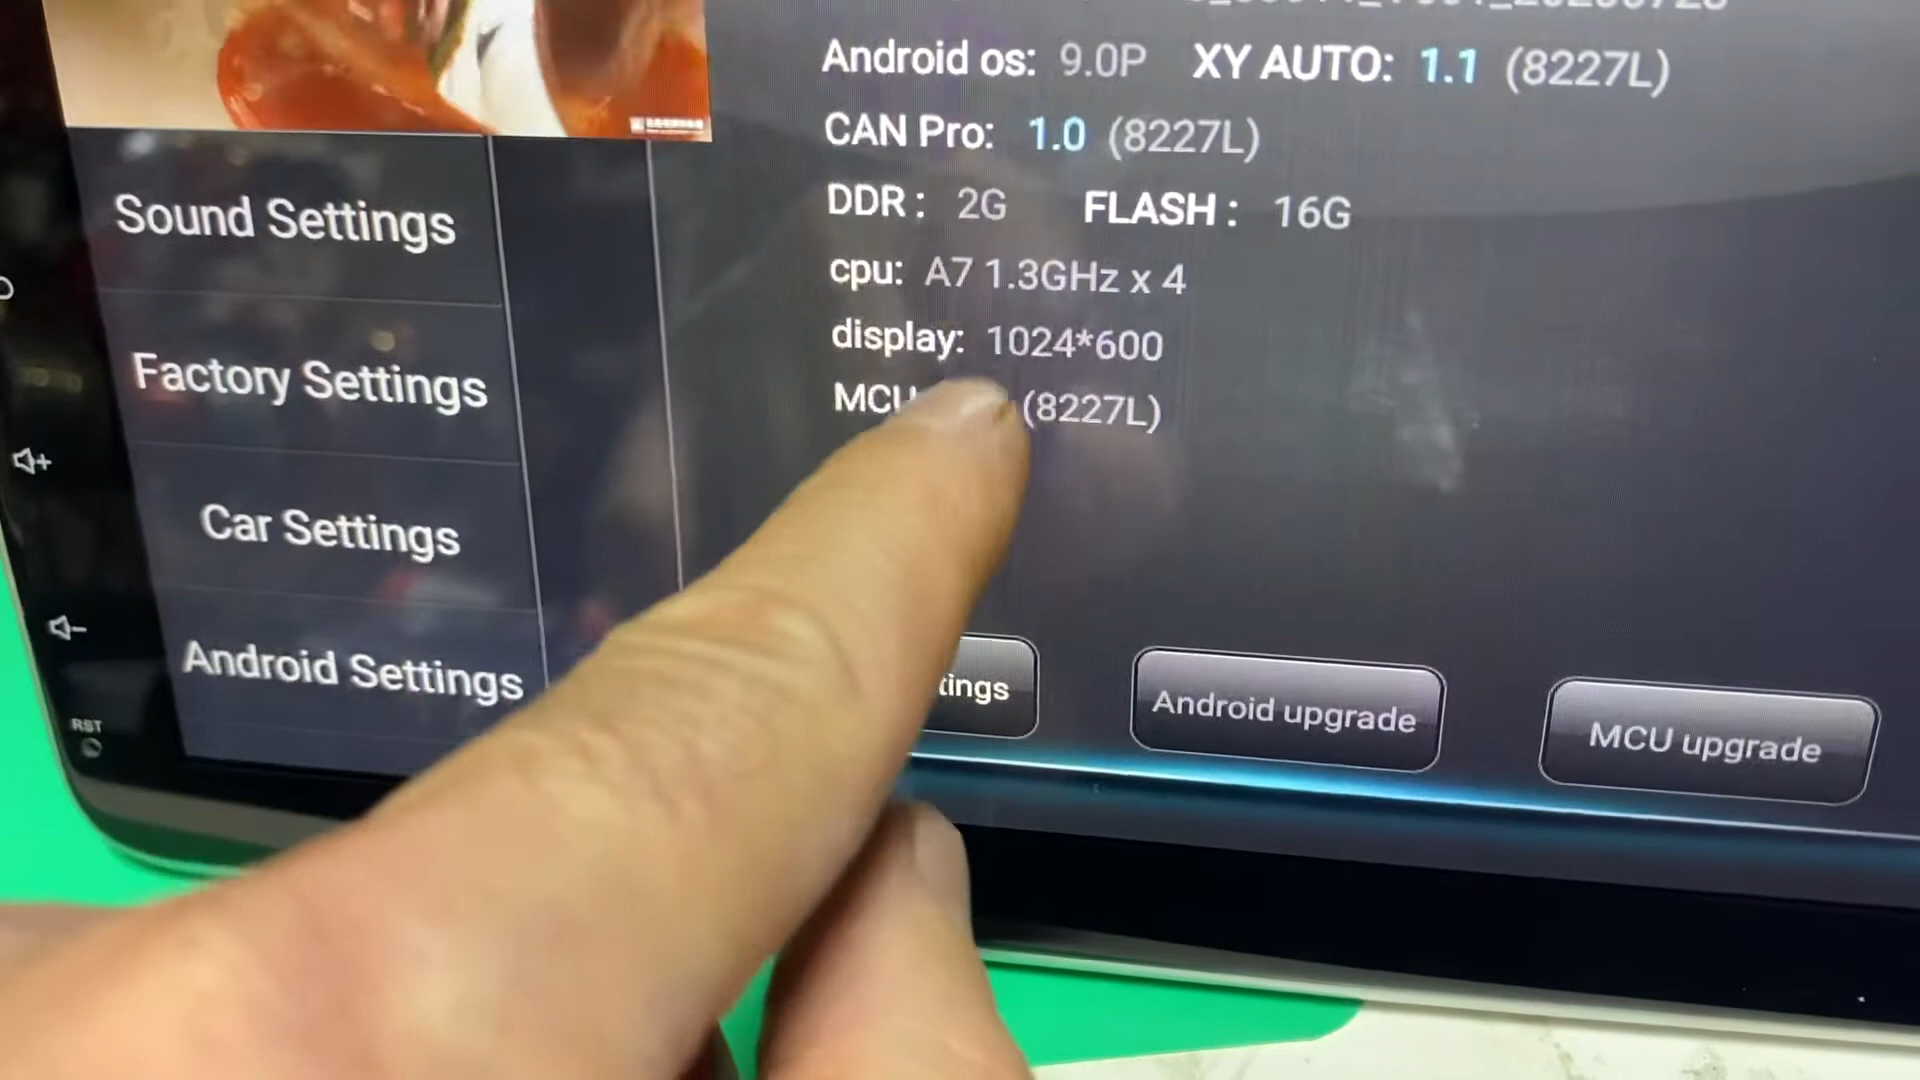 Android os: 9.0P XY AUTO: 1.1 (8227L)
CAN Pro: 1.0 (8227L)
DDR: 2G FLASH: 16G
cpu: A7 1.3GHz x 4
display: 1024*600
MCU (8227L)
Sound Settings
Factory Settings
Car Settings
Android Settings
RST
tings
Android upgrade
MCU upgrade